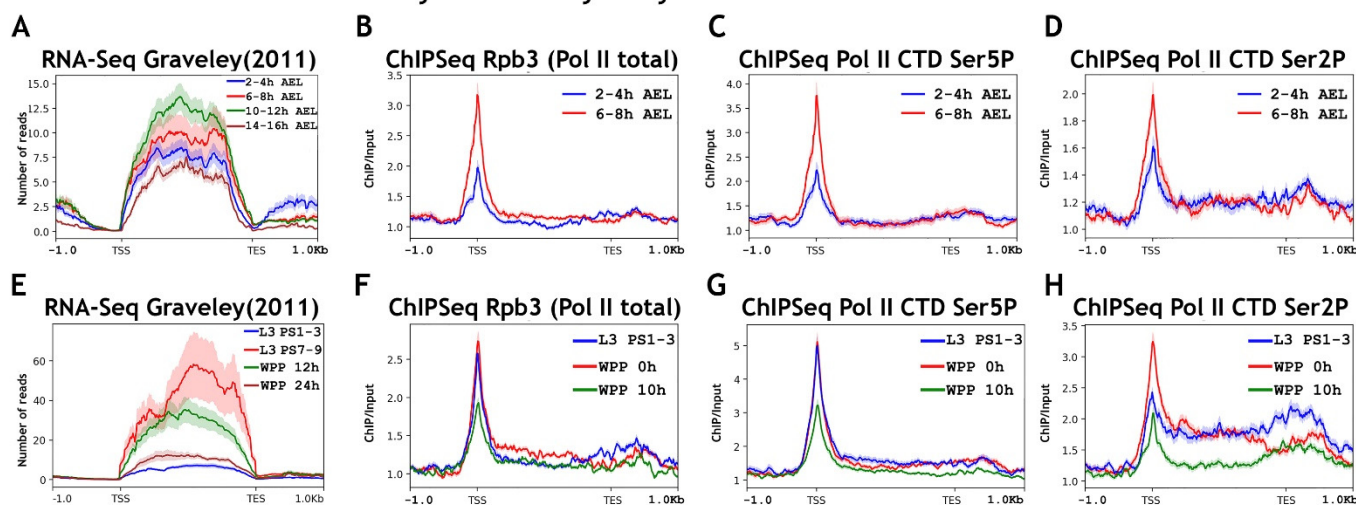 A
RNA-Seq Graveley(2011)
15.0
12.5
10.0
7.5
5.0
2.5
0.0
Number of reads
2-4h AEL
6-8h AEL
10-12h AEL
14-16h AEL
-1.0 TSS TES 1.0Kb
B
ChIPSeq Rpb3 (Pol II total)
3.5
3.0
2.5
2.0
1.5
1.0
ChIP/Input
2-4h AEL
6-8h AEL
-1.0 TSS TES 1.0Kb
C
ChIPSeq Pol II CTD Ser5P
4.0
3.5
3.0
2.5
2.0
1.5
1.0
ChIP/Input
2-4h AEL
6-8h AEL
-1.0 TSS TES 1.0Kb
D
ChIPSeq Pol II CTD Ser2P
2.0
1.8
1.6
1.4
1.2
1.0
ChIP/Input
2-4h AEL
6-8h AEL
-1.0 TSS TES 1.0Kb
E
RNA-Seq Graveley(2011)
60
40
20
0
Number of reads
L3 PS1-3
L3 PS7-9
WPP 12h
WPP 24h
-1.0 TSS TES 1.0Kb
F
ChIPSeq Rpb3 (Pol II total)
2.5
2.0
1.5
1.0
ChIP/Input
L3 PS1-3
WPP 0h
WPP 10h
-1.0 TSS TES 1.0Kb
G
ChIPSeq Pol II CTD Ser5P
5
4
3
2
1
ChIP/Input
L3 PS1-3
WPP 0h
WPP 10h
-1.0 TSS TES 1.0Kb
H
ChIPSeq Pol II CTD Ser2P
3.5
3.0
2.5
2.0
1.5
1.0
ChIP/Input
L3 PS1-3
WPP 0h
WPP 10h
-1.0 TSS TES 1.0Kb